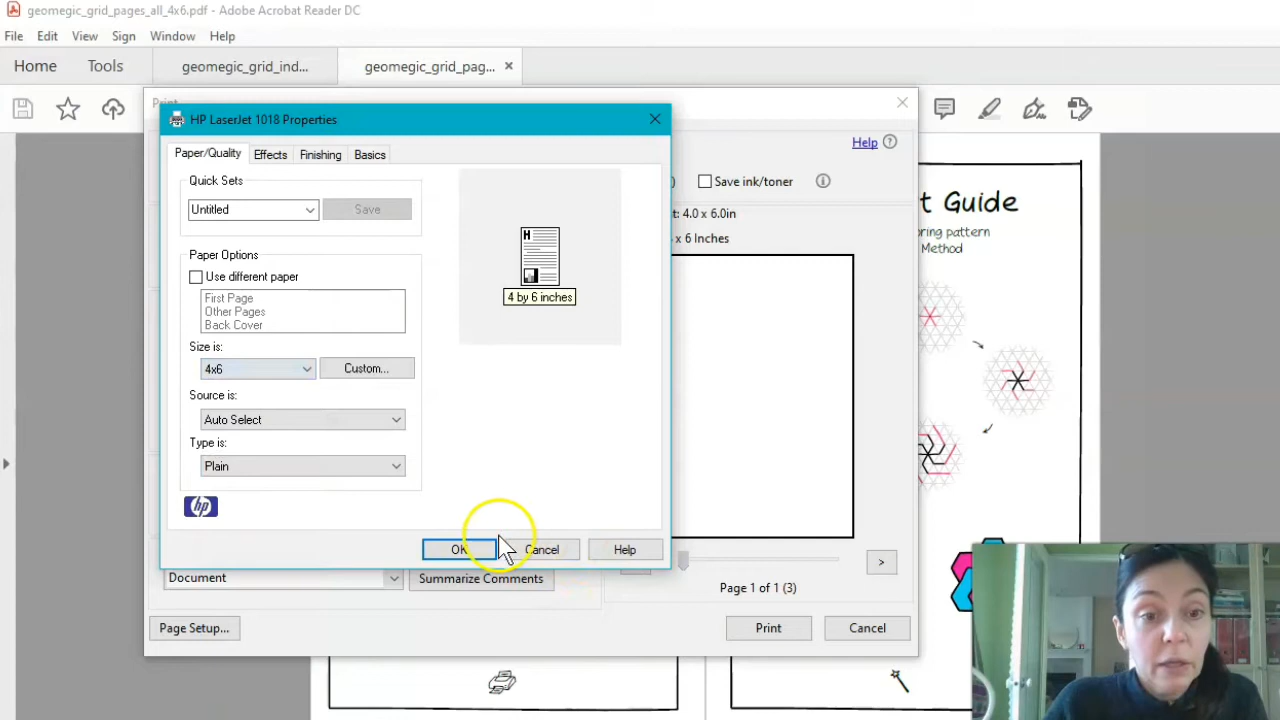 geomegic_grid_pages_all_4x6.pdf - Adobe Acrobat Reader DC
File Edit View Sign Window Help
Home Tools geomegic_grid_ind... geomegic_grid_pag... ×
Print
HP LaserJet 1018 Properties
Help ?
Paper/Quality Effects Finishing Basics
Quick Sets
Untitled Save
) Save ink/toner
t: 4.0 x 6.0in
x 6 Inches
Paper Options
Use different paper
First Page
Other Pages
Back Cover
H
4 by 6 inches
Size is:
4x6 Custom...
Source is:
Auto Select
Type is:
Plain
hp
OK Cancel Help
Document Summarize Comments
>
Page 1 of 1 (3)
Page Setup... Print Cancel
t Guide
ring pattern
Method